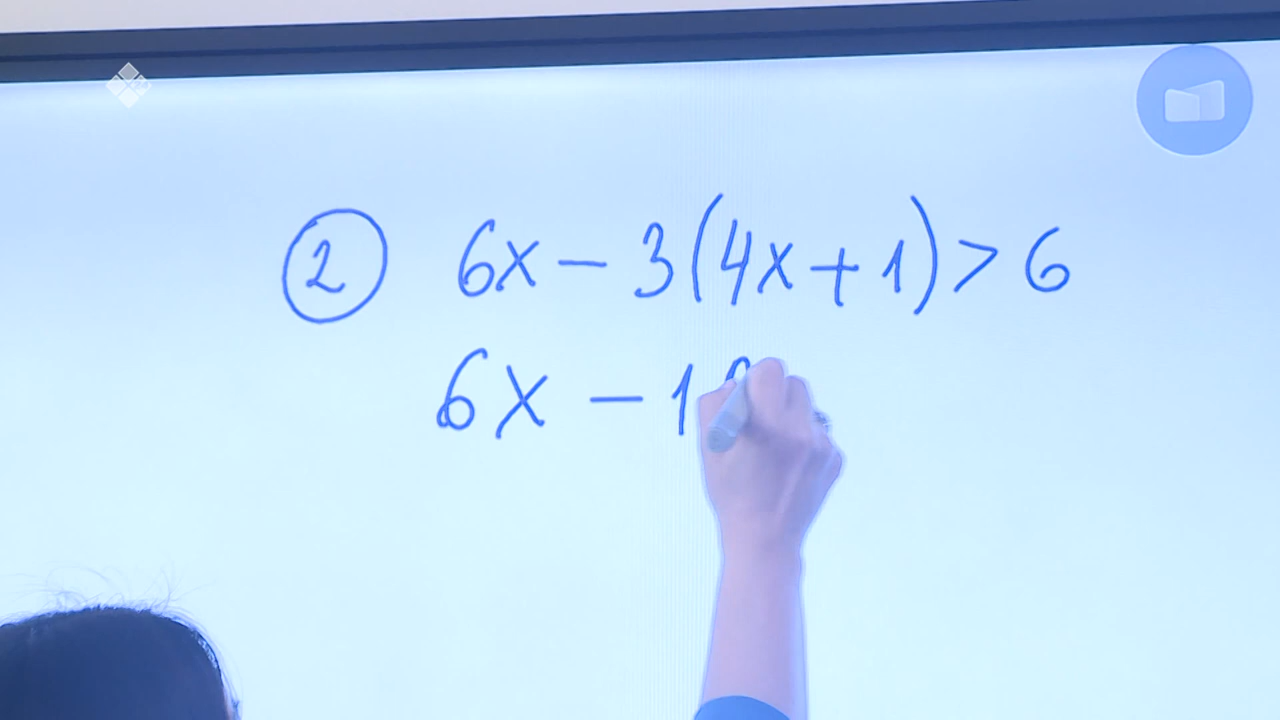 ② 6x - 3(4x + 1) > 6
6x - 1